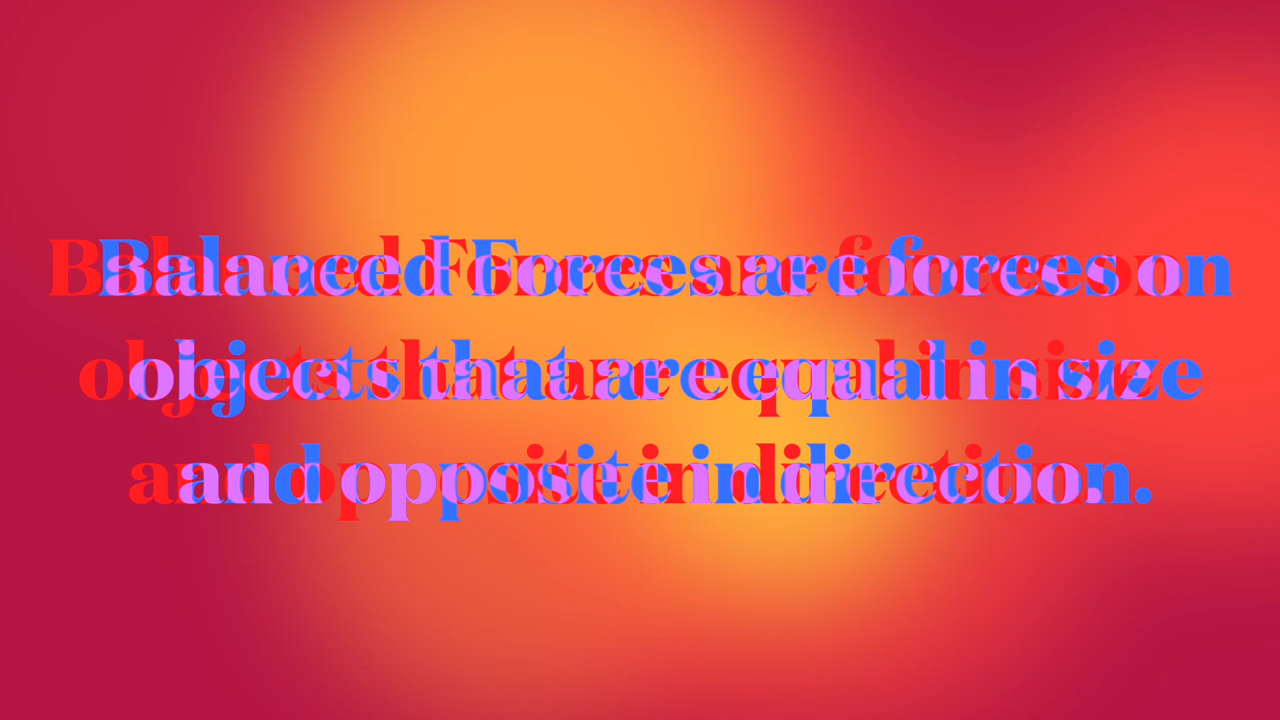 Balanced Forces are forces on
objects that are equal in size
and opposite in direction.